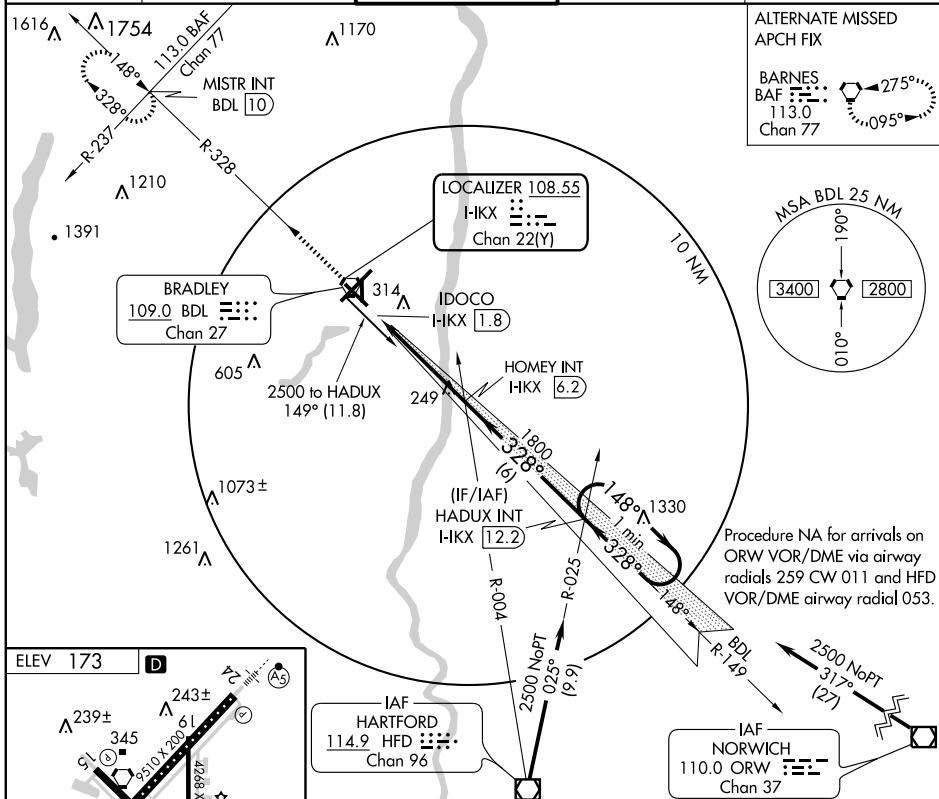 1616
1754
1170
113.0 BAF
Chan 77
148°
328°
MISTR INT
BDL 10
R-237
R-328
1210
1391
ALTERNATE MISSED
APCH FIX
BARNES
BAF
113.0
Chan 77
275°
095°
MSA BDL 25 NM
190°
3400
2800
010°
LOCALIZER 108.55
I-IKX
Chan 22(Y)
10 NM
BRADLEY
109.0 BDL
Chan 27
314
IDOCO
I-IKX 1.8
605
2500 to HADUX
149° (11.8)
249
HOMEY INT
I-IKX 6.2
1800
328°
(6)
(IF/IAF)
HADUX INT
I-IKX 12.2
148°
1330
1 min
328°
148°
1073±
1261
R-004
R-025
Procedure NA for arrivals on
ORW VOR/DME via airway
radials 259 CW 011 and HFD
VOR/DME airway radial 053.
BDL
R-149
2500 NoPT
025°
(9.9)
2500 NoPT
317°
(27)
IAF
HARTFORD
114.9 HFD
Chan 96
IAF
NORWICH
110.0 ORW
Chan 37
ELEV 173
D
24
A5
P
243±
239±
19
345
P
15
9510 X 200
4268 X